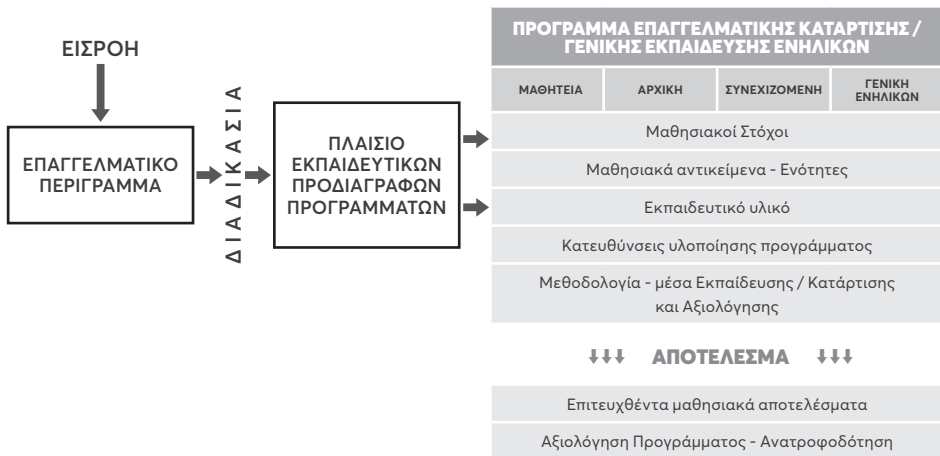 ΕΙΣΡΟΗ
ΕΠΑΓΓΕΛΜΑΤΙΚΟ
ΠΕΡΙΓΡΑΜΜΑ
ΔΙΑΔΙΚΑΣΙΑ
ΠΛΑΙΣΙΟ
ΕΚΠΑΙΔΕΥΤΙΚΩΝ
ΠΡΟΔΙΑΓΡΑΦΩΝ
ΠΡΟΓΡΑΜΜΑΤΩΝ
ΠΡΟΓΡΑΜΜΑ ΕΠΑΓΓΕΛΜΑΤΙΚΗΣ ΚΑΤΑΡΤΙΣΗΣ /
ΓΕΝΙΚΗΣ ΕΚΠΑΙΔΕΥΣΗΣ ΕΝΗΛΙΚΩΝ
ΜΑΘΗΤΕΙΑ
ΑΡΧΙΚΗ
ΣΥΝΕΧΙΖΟΜΕΝΗ
ΓΕΝΙΚΗ
ΕΝΗΛΙΚΩΝ
Μαθησιακοί Στόχοι
Μαθησιακά αντικείμενα - Ενότητες
Εκπαιδευτικό υλικό
Κατευθύνσεις υλοποίησης προγράμματος
Μεθοδολογία - μέσα Εκπαίδευσης / Κατάρτισης
και Αξιολόγησης
ΑΠΟΤΕΛΕΣΜΑ
Επιτευχθέντα μαθησιακά αποτελέσματα
Αξιολόγηση Προγράμματος - Ανατροφοδότηση